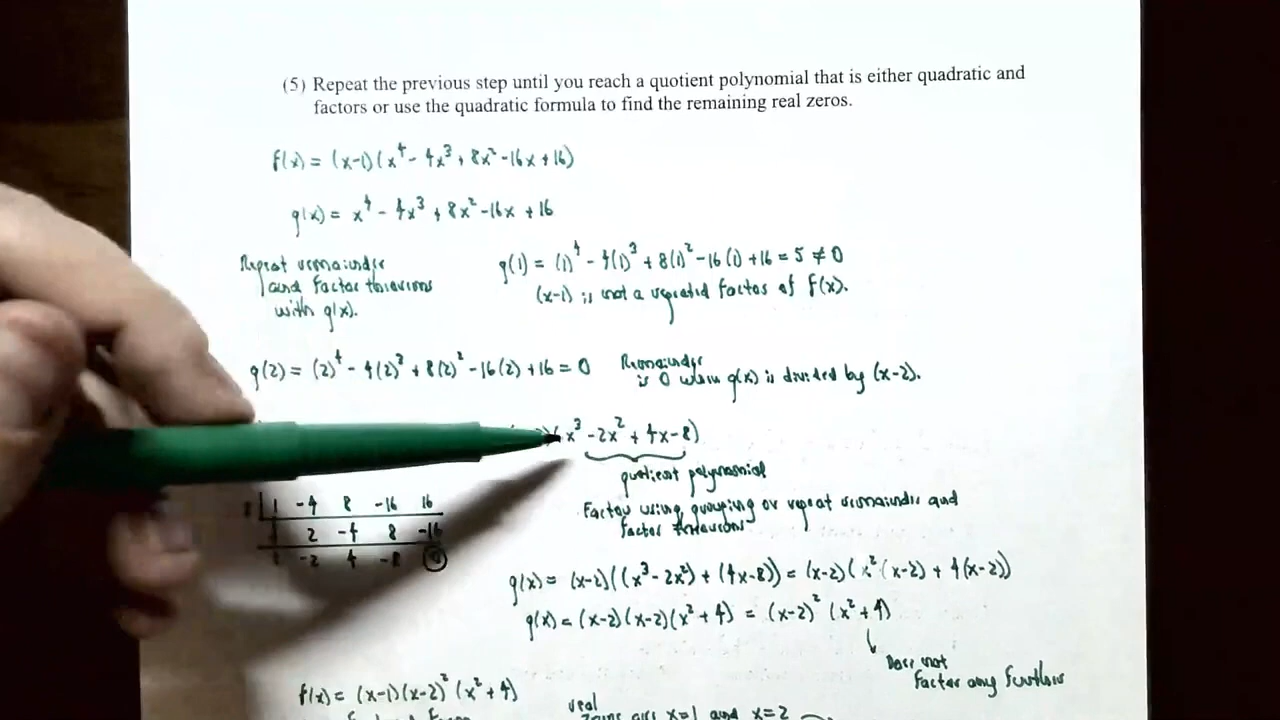 (5) Repeat the previous step until you reach a quotient polynomial that is either quadratic and
factors or use the quadratic formula to find the remaining real zeros.
f(x) = (x-1)(x⁴ - 4x³ + 8x² - 16x + 16)
g(x) = x⁴ - 4x³ + 8x² - 16x + 16
Repeat remainder
and factor theorems
with g(x).
g(1) = (1)⁴ - 4(1)³ + 8(1)² - 16(1) + 16 = 5 ≠ 0
(x-1) is not a repeated factor of f(x).
g(2) = (2)⁴ - 4(2)³ + 8(2)² - 16(2) + 16 = 0
Remainder
is 0 when g(x) is divided by (x-2).
(x³ - 2x² + 4x - 8)
quotient polynomial
Factor using grouping or repeat remainder and
factor theorems
1 -4 8 -16 16
2 -4 8 -16
-2 4 -8 0
g(x) = (x-2)((x³ - 2x²) + (4x-8)) = (x-2)(x²(x-2) + 4(x-2))
g(x) = (x-2)(x-2)(x² + 4) = (x-2)² (x² + 4)
Does not
factor any further
f(x) = (x-1)(x-2)² (x² + 4)
real
zeros are x=1 and x=2